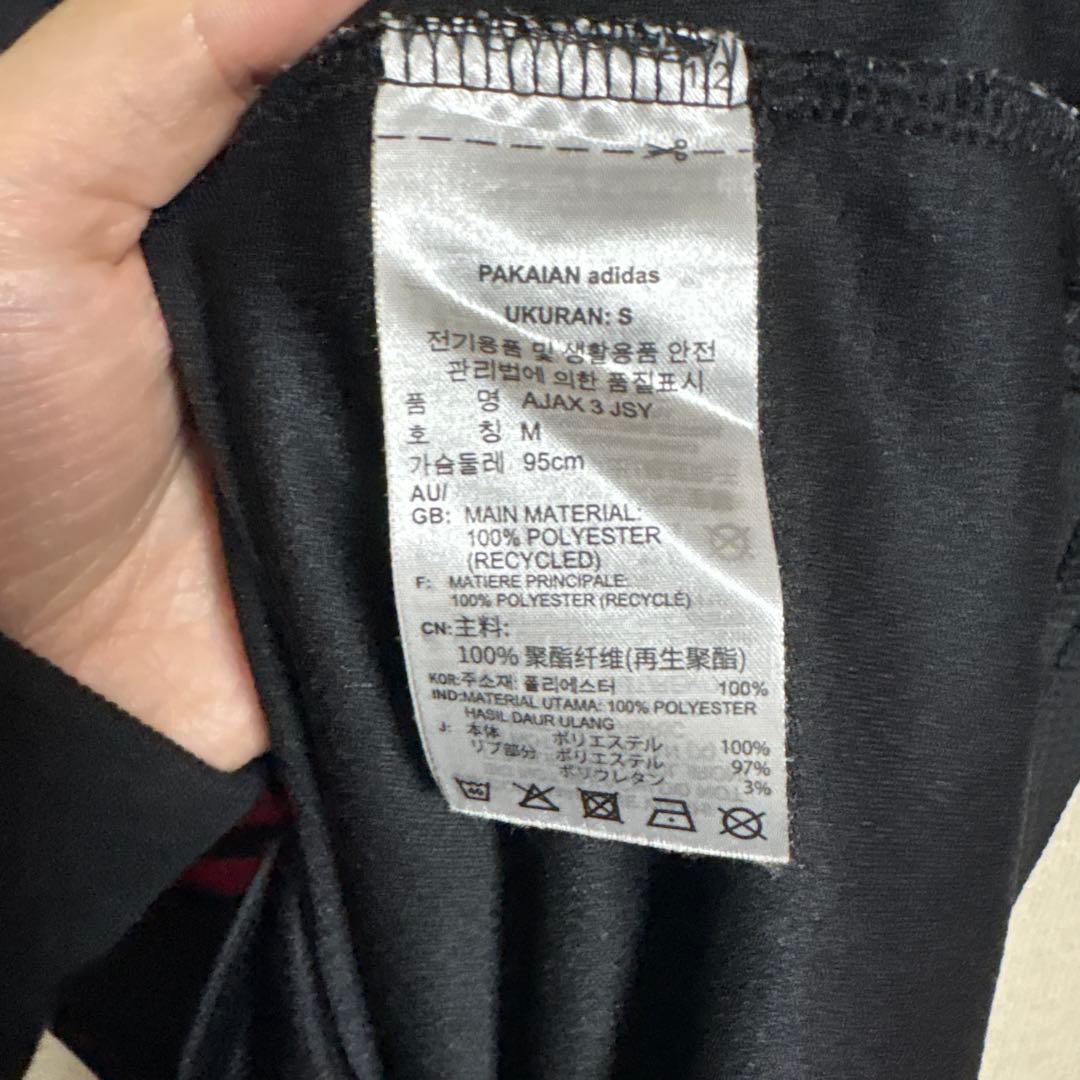 12
PAKAIAN adidas
UKURAN: S
전기용품 및 생활용품 안전
관리법에 의한 품질표시
품 명 AJAX 3 JSY
호 칭 M
가슴둘레 95cm
AU/
GB: MAIN MATERIAL:
100% POLYESTER
(RECYCLED)
F: MATIERE PRINCIPALE:
100% POLYESTER (RECYCLÉ)
CN: 主料:
100% 聚酯纤维(再生聚酯)
KOR: 주소재: 폴리에스터 100%
IND: MATERIAL UTAMA: 100% POLYESTER
HASIL DAUR ULANG
J: 本体 ポリエステル 100%
リブ部分 ポリエステル 97%
ポリウレタン 3%